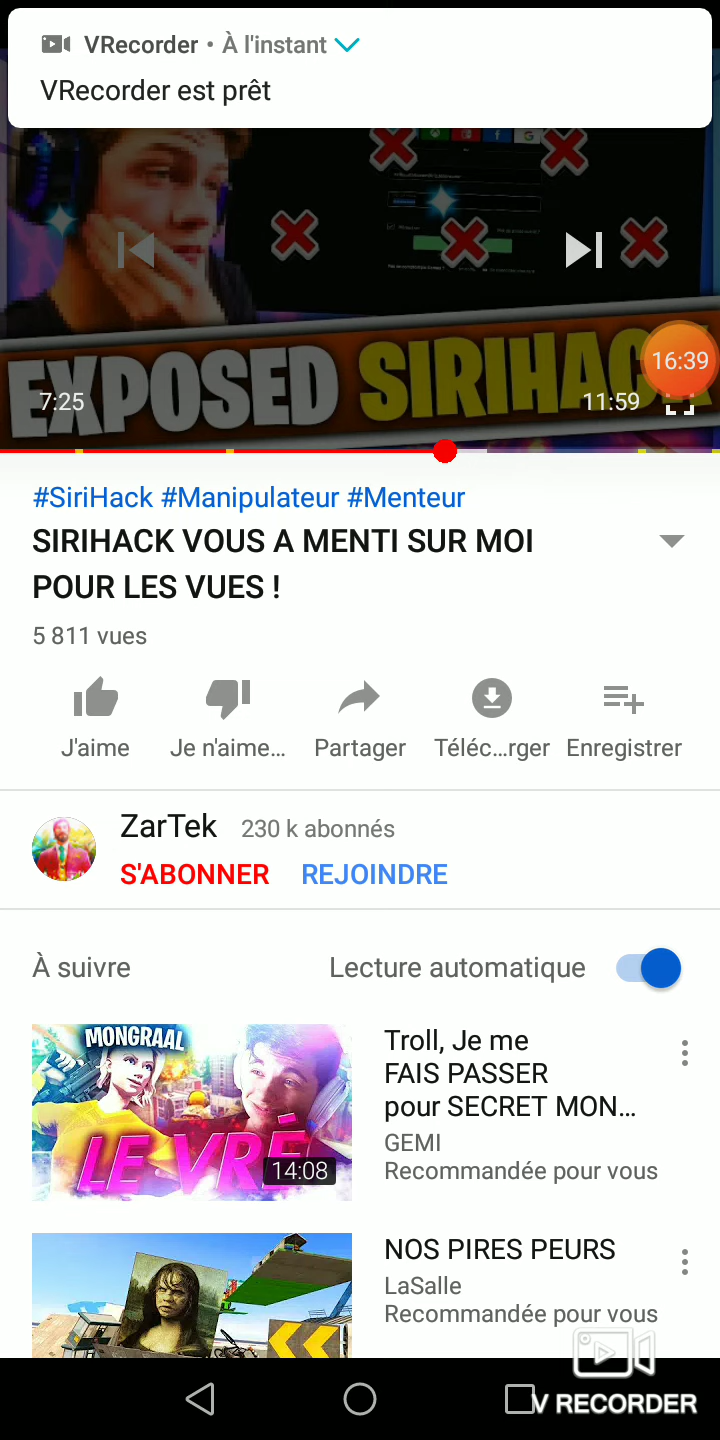 VRecorder • À l'instant
VRecorder est prêt
EXPOSED SIRIHACK
16:39
7:25
11:59
#SiriHack #Manipulateur #Menteur
SIRIHACK VOUS A MENTI SUR MOI
POUR LES VUES !
5 811 vues
J'aime
Je n'aime...
Partager
Téléc...rger
Enregistrer
ZarTek
230 k abonnés
S'ABONNER
REJOINDRE
À suivre
Lecture automatique
MONGRAAL
LE VRÉ
14:08
Troll, Je me
FAIS PASSER
pour SECRET MON...
GEMI
Recommandée pour vous
NOS PIRES PEURS
LaSalle
Recommandée pour vous
V RECORDER